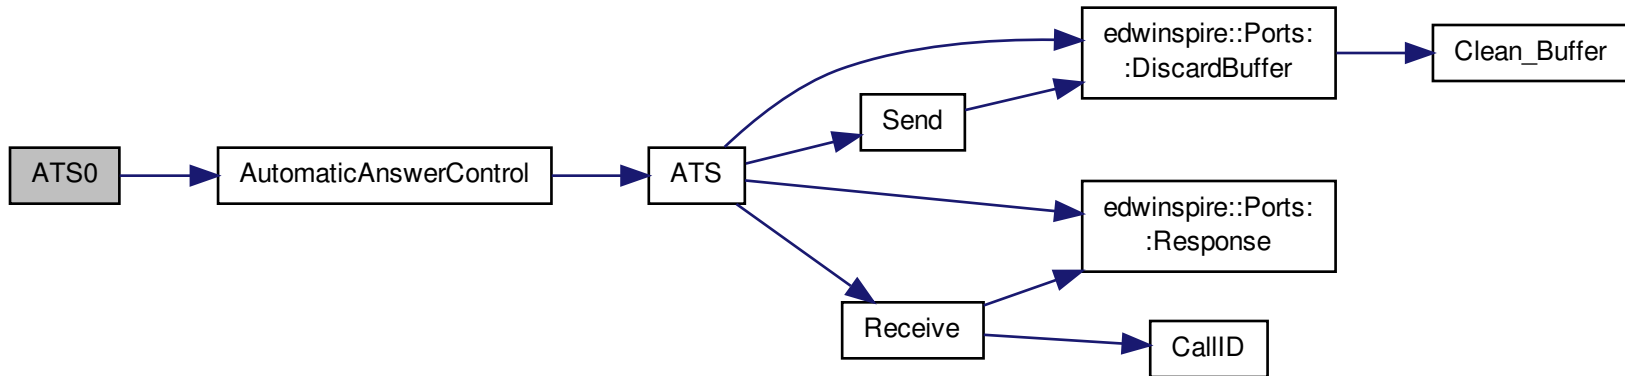 ATS0
AutomaticAnswerControl
ATS
edwinspire::Ports:
:DiscardBuffer
Clean_Buffer
Send
edwinspire::Ports:
:Response
Receive
CallID